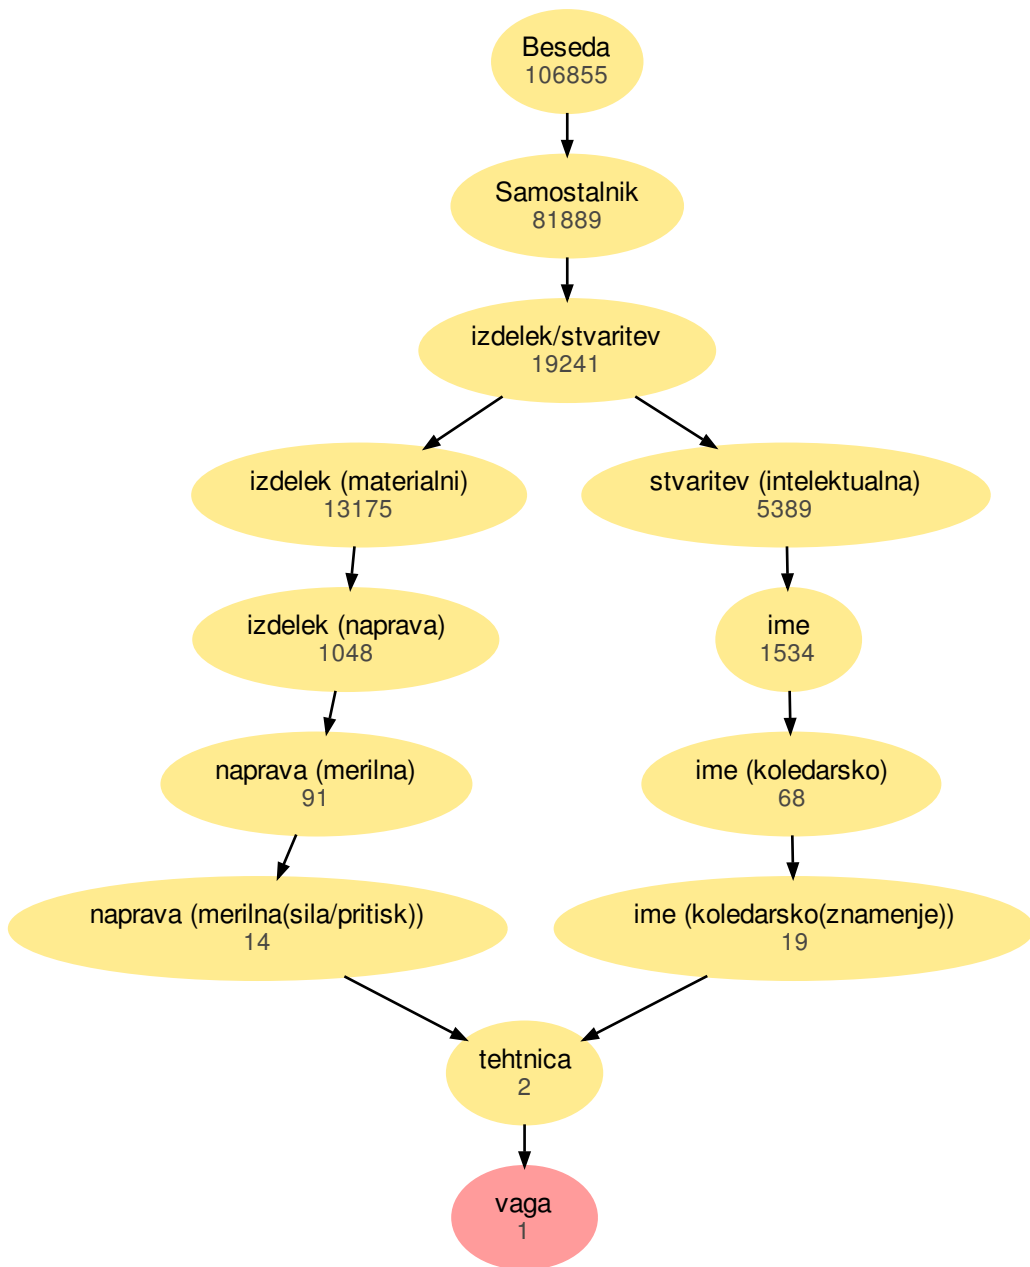 Beseda
106855
Samostalnik
81889
izdelek/stvaritev
19241
izdelek (materialni)
13175
stvaritev (intelektualna)
5389
izdelek (naprava)
1048
ime
1534
naprava (merilna)
91
ime (koledarsko)
68
naprava (merilna(sila/pritisk))
14
ime (koledarsko(znamenje))
19
tehtnica
2
vaga
1